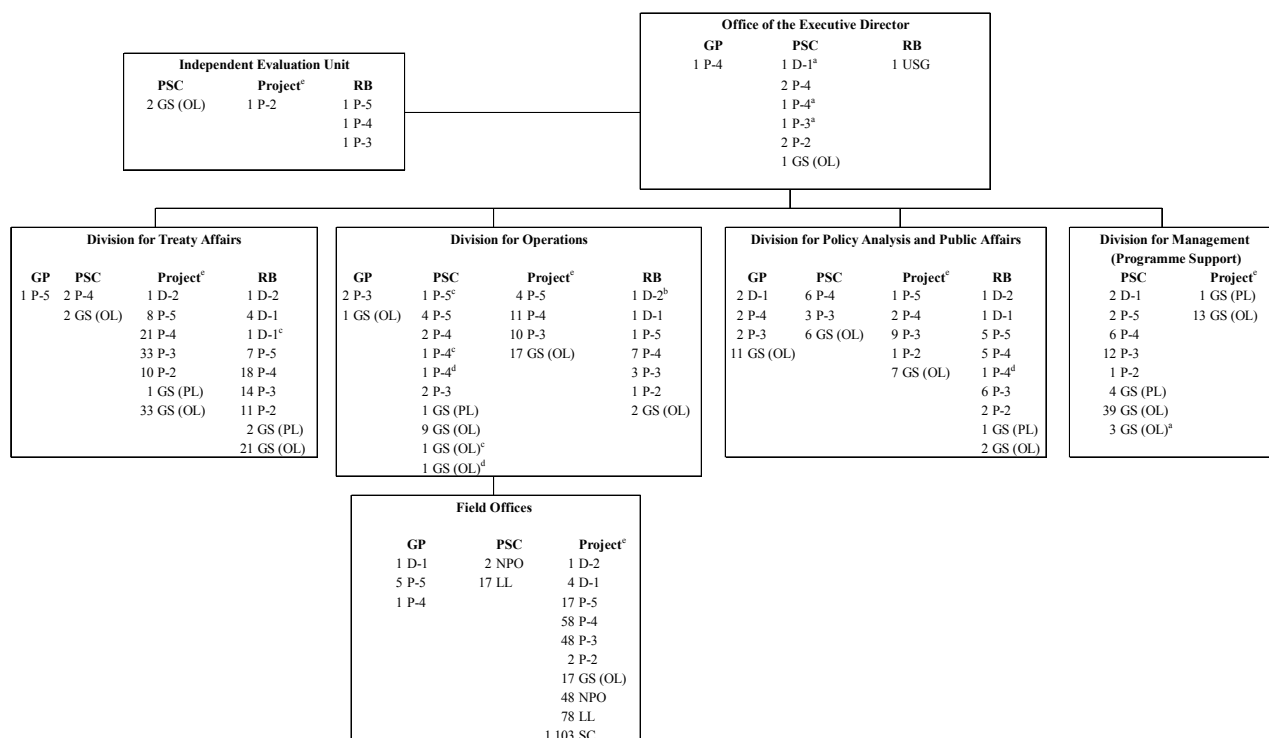 Office of the Executive Director
GP PSC RB
1 P-4 1 D-1ᵃ 1 USG
2 P-4
1 P-4ᵃ
1 P-3ᵃ
2 P-2
1 GS (OL)
Independent Evaluation Unit
PSC Projectᵉ RB
2 GS (OL) 1 P-2 1 P-5
1 P-4
1 P-3
Division for Treaty Affairs
GP PSC Projectᵉ RB
1 P-5 2 P-4 1 D-2 1 D-2
2 GS (OL) 8 P-5 4 D-1
21 P-4 1 D-1ᶜ
33 P-3 7 P-5
10 P-2 18 P-4
1 GS (PL) 14 P-3
33 GS (OL) 11 P-2
2 GS (PL)
21 GS (OL)
Division for Operations
GP PSC Projectᵉ RB
2 P-3 1 P-5ᶜ 4 P-5 1 D-2ᵇ
1 GS (OL) 4 P-5 11 P-4 1 D-1
2 P-4 10 P-3 1 P-5
1 P-4ᶜ 17 GS (OL) 7 P-4
1 P-4ᵈ 3 P-3
2 P-3 1 P-2
1 GS (PL) 2 GS (OL)
9 GS (OL)
1 GS (OL)ᶜ
1 GS (OL)ᵈ
Division for Policy Analysis and Public Affairs
GP PSC Projectᵉ RB
2 D-1 6 P-4 1 P-5 1 D-2
2 P-4 3 P-3 2 P-4 1 D-1
2 P-3 6 GS (OL) 9 P-3 5 P-5
11 GS (OL) 1 P-2 5 P-4
7 GS (OL) 1 P-4ᵈ
6 P-3
2 P-2
1 GS (PL)
2 GS (OL)
Division for Management
(Programme Support)
PSC Projectᵉ
2 D-1 1 GS (PL)
2 P-5 13 GS (OL)
6 P-4
12 P-3
1 P-2
4 GS (PL)
39 GS (OL)
3 GS (OL)ᵃ
Field Offices
GP PSC Projectᵉ
1 D-1 2 NPO 1 D-2
5 P-5 17 LL 4 D-1
1 P-4 17 P-5
58 P-4
48 P-3
2 P-2
17 GS (OL)
48 NPO
78 LL
1 103 SC